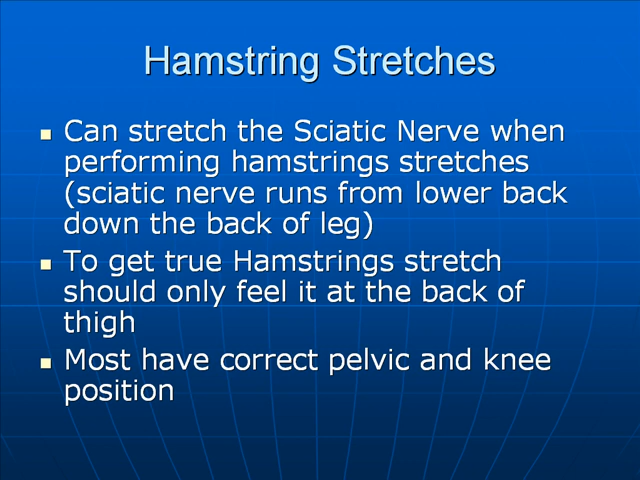 Hamstring Stretches
Can stretch the Sciatic Nerve when
performing hamstrings stretches
(sciatic nerve runs from lower back
down the back of leg)
To get true Hamstrings stretch
should only feel it at the back of
thigh
Most have correct pelvic and knee
position